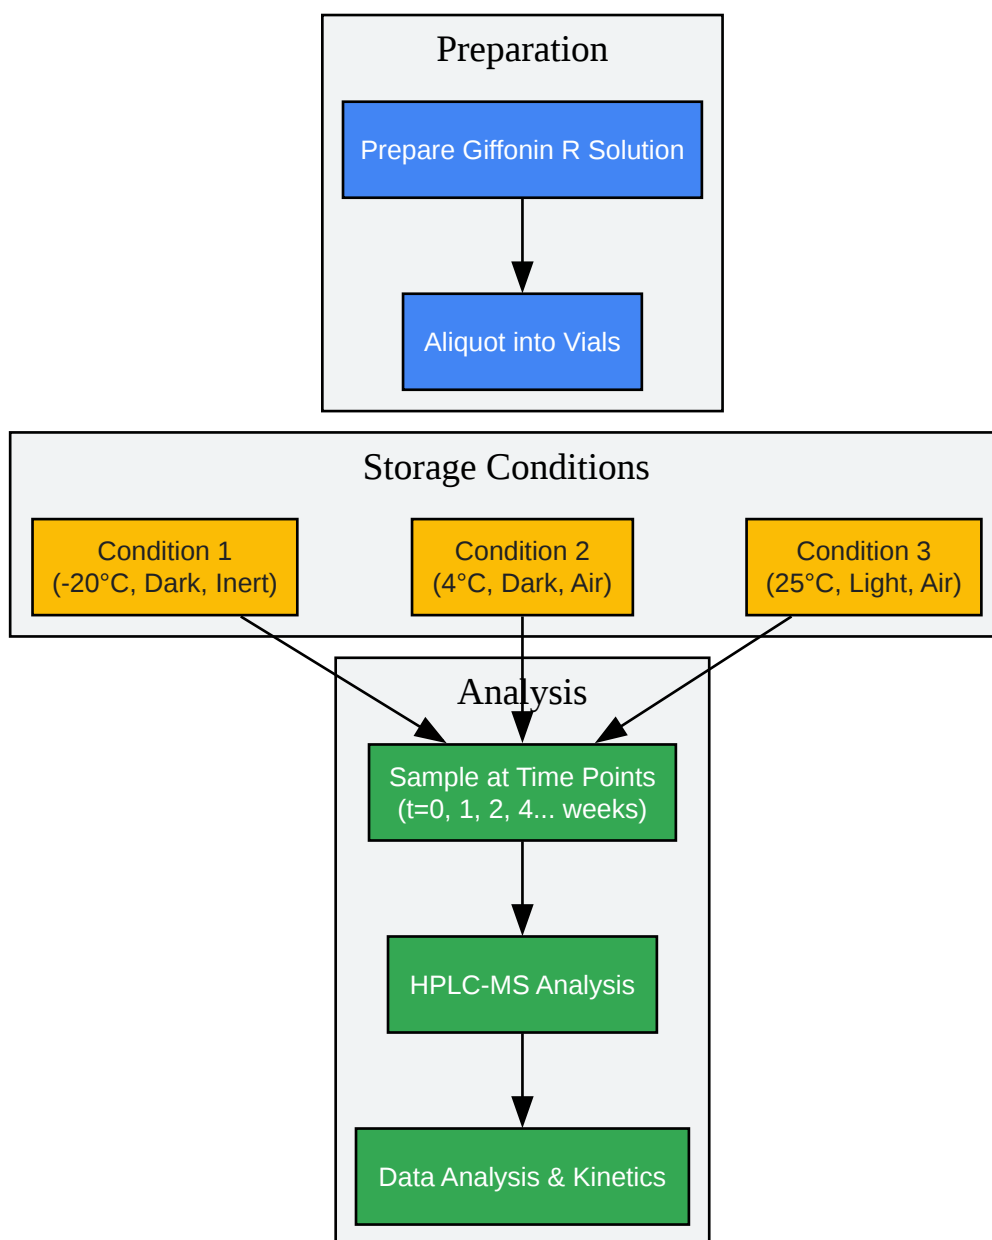 Preparation
Prepare Giffonin R Solution
Aliquot into Vials
Storage Conditions
Condition 1
(-20°C, Dark, Inert)
Condition 2
(4°C, Dark, Air)
Condition 3
(25°C, Light, Air)
Analysis
Sample at Time Points
(t=0, 1, 2, 4... weeks)
HPLC-MS Analysis
Data Analysis & Kinetics